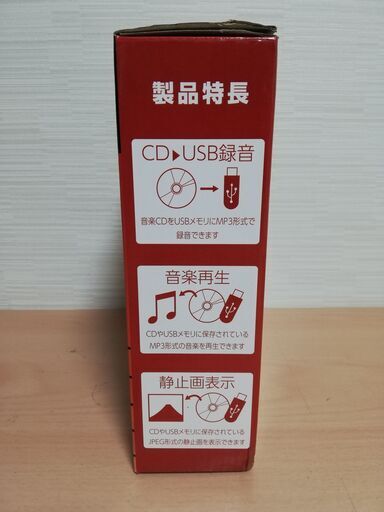 製品特長
CD▶USB録音
音楽CDをUSBメモリにMP3形式で
録音できます
音楽再生
CDやUSBメモリに保存されている
MP3形式の音楽を再生できます
静止画表示
CDやUSBメモリに保存されている
JPEG形式の静止画を表示できます